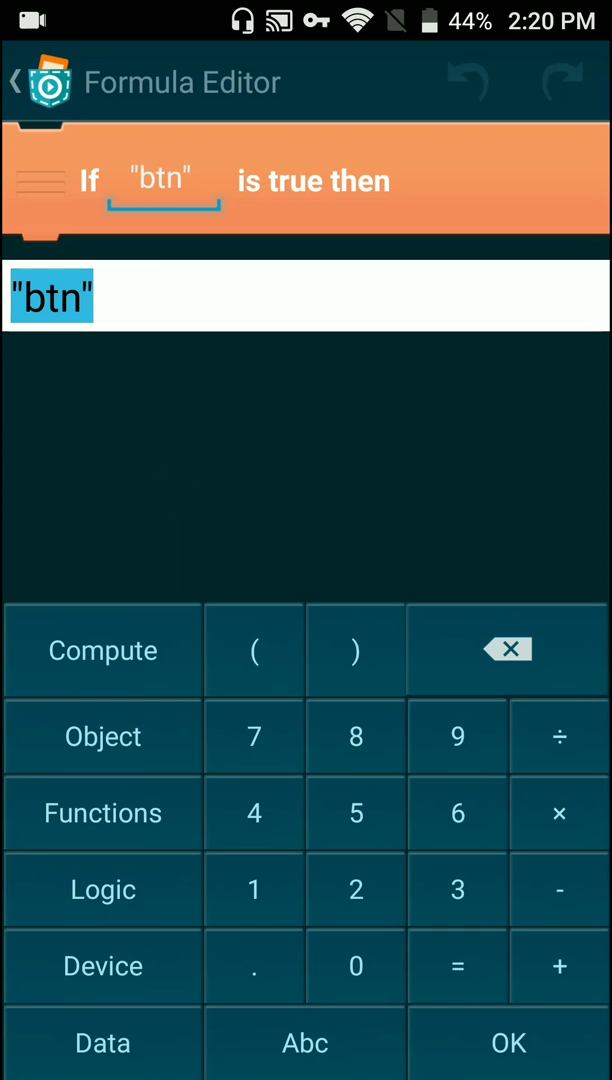 44% 2:20 PM
Formula Editor
If "btn" is true then
"btn"
Compute ( )
Object 7 8 9 ÷
Functions 4 5 6 ×
Logic 1 2 3 -
Device . 0 = +
Data Abc OK